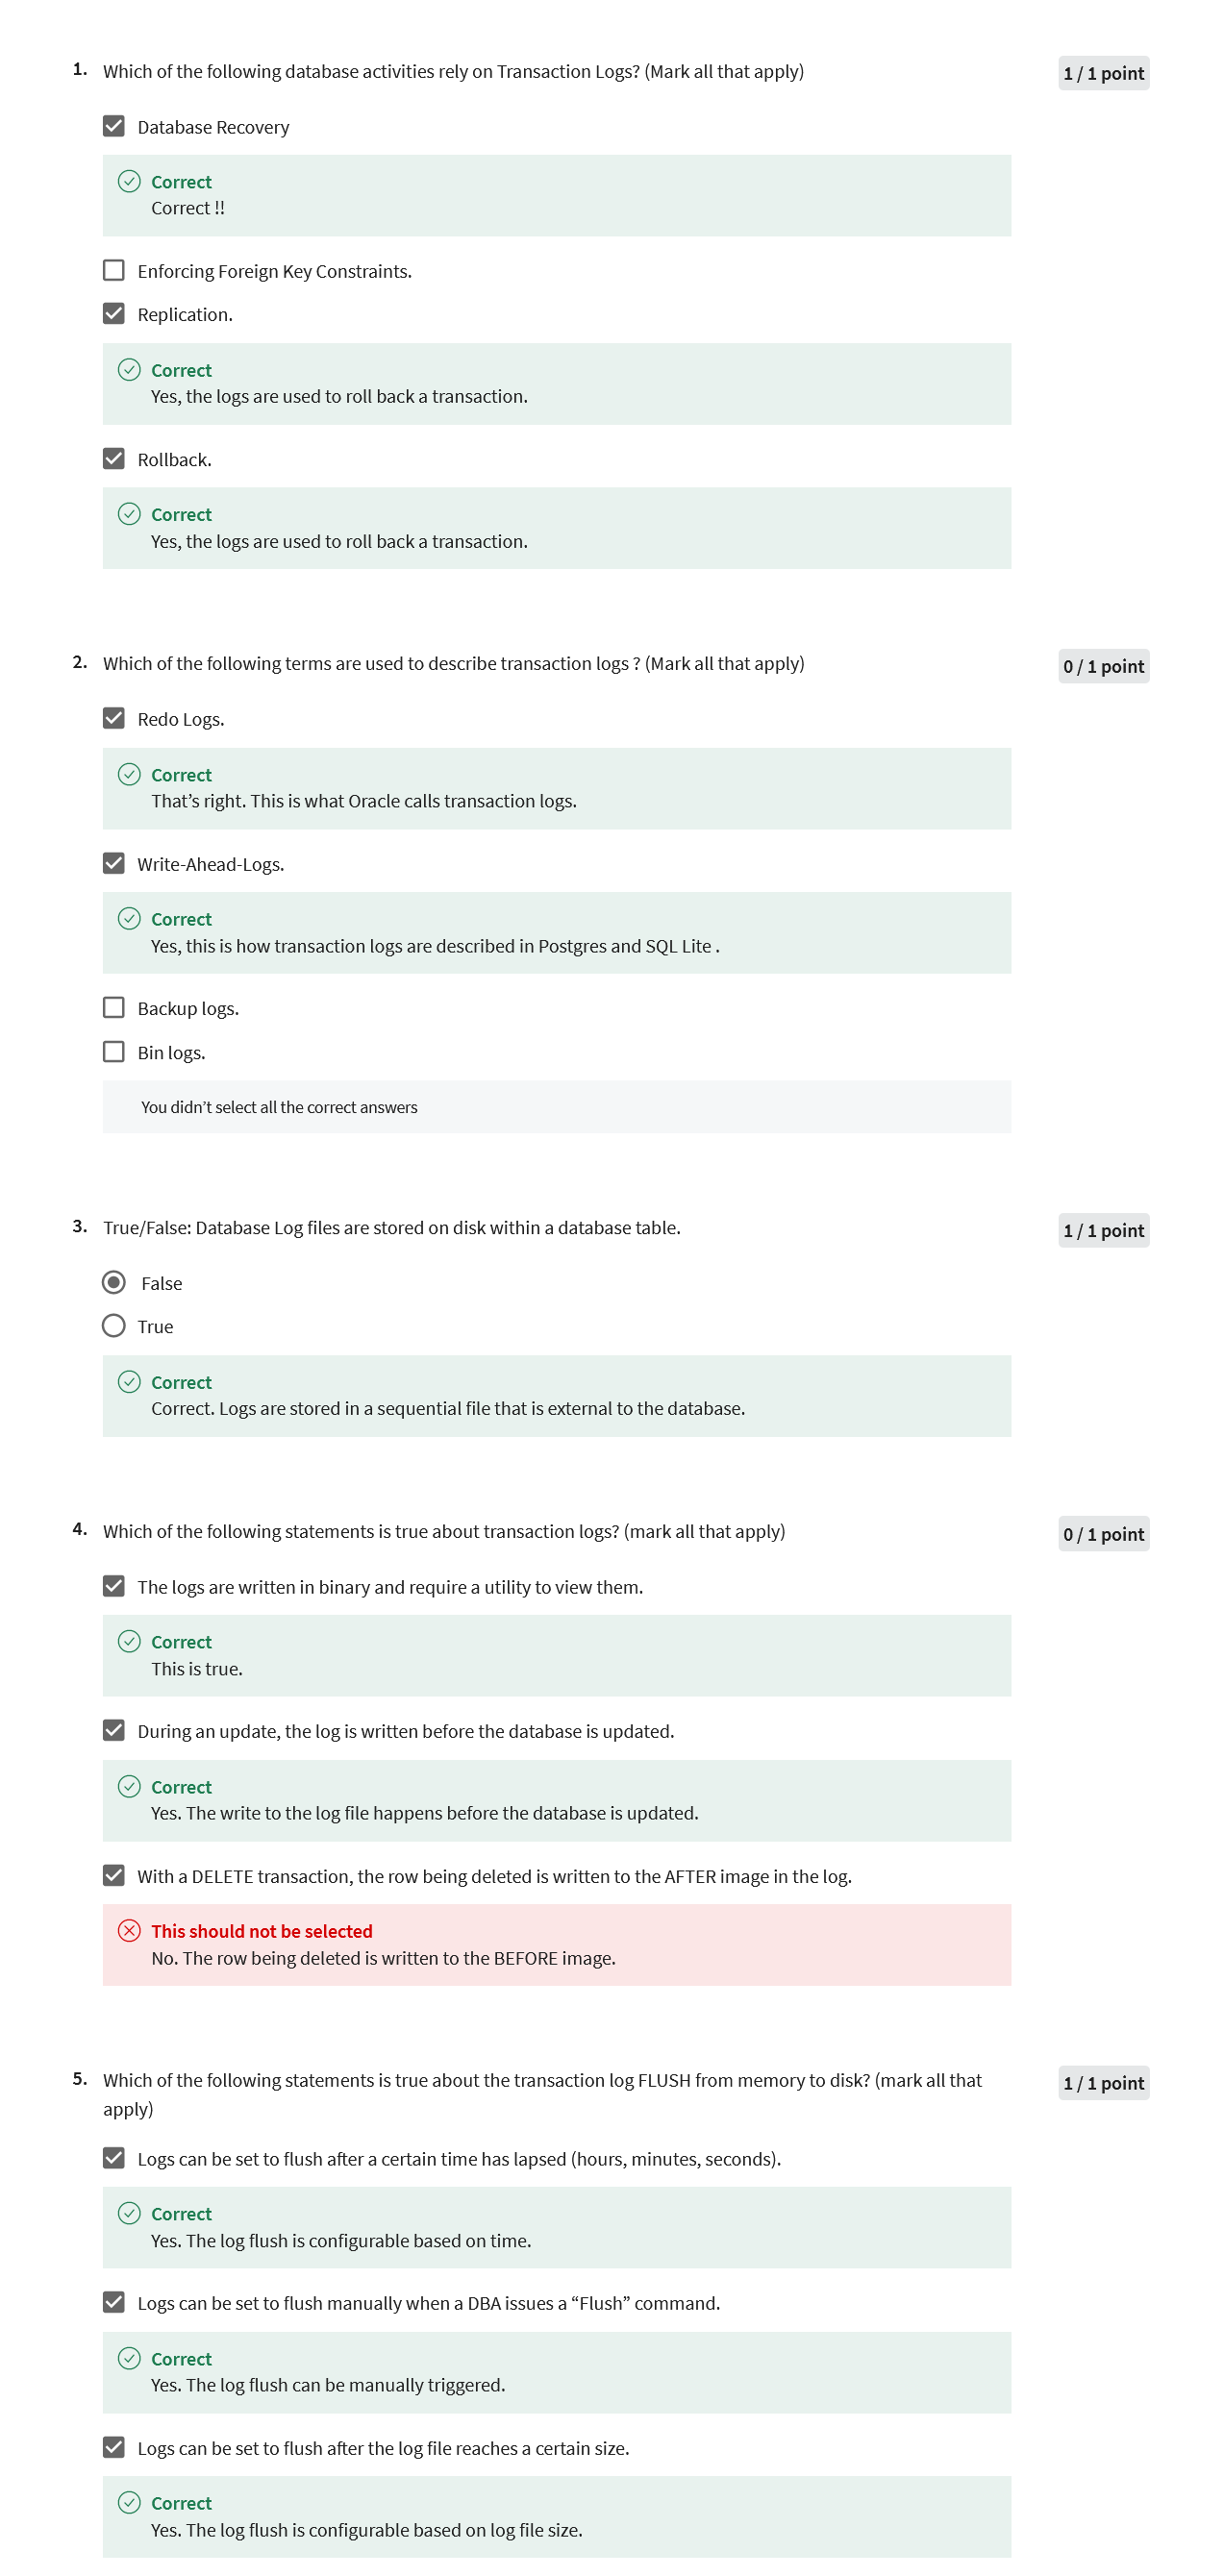 1. Which of the following database activities rely on Transaction Logs? (Mark all that apply)
1 / 1 point
Database Recovery
Correct
Correct !!
Enforcing Foreign Key Constraints.
Replication.
Correct
Yes, the logs are used to roll back a transaction.
Rollback.
Correct
Yes, the logs are used to roll back a transaction.
2. Which of the following terms are used to describe transaction logs ? (Mark all that apply)
0 / 1 point
Redo Logs.
Correct
That’s right. This is what Oracle calls transaction logs.
Write-Ahead-Logs.
Correct
Yes, this is how transaction logs are described in Postgres and SQL Lite .
Backup logs.
Bin logs.
You didn’t select all the correct answers
3. True/False: Database Log files are stored on disk within a database table.
1 / 1 point
False
True
Correct
Correct. Logs are stored in a sequential file that is external to the database.
4. Which of the following statements is true about transaction logs? (mark all that apply)
0 / 1 point
The logs are written in binary and require a utility to view them.
Correct
This is true.
During an update, the log is written before the database is updated.
Correct
Yes. The write to the log file happens before the database is updated.
With a DELETE transaction, the row being deleted is written to the AFTER image in the log.
This should not be selected
No. The row being deleted is written to the BEFORE image.
5. Which of the following statements is true about the transaction log FLUSH from memory to disk? (mark all that
apply)
1 / 1 point
Logs can be set to flush after a certain time has lapsed (hours, minutes, seconds).
Correct
Yes. The log flush is configurable based on time.
Logs can be set to flush manually when a DBA issues a “Flush” command.
Correct
Yes. The log flush can be manually triggered.
Logs can be set to flush after the log file reaches a certain size.
Correct
Yes. The log flush is configurable based on log file size.